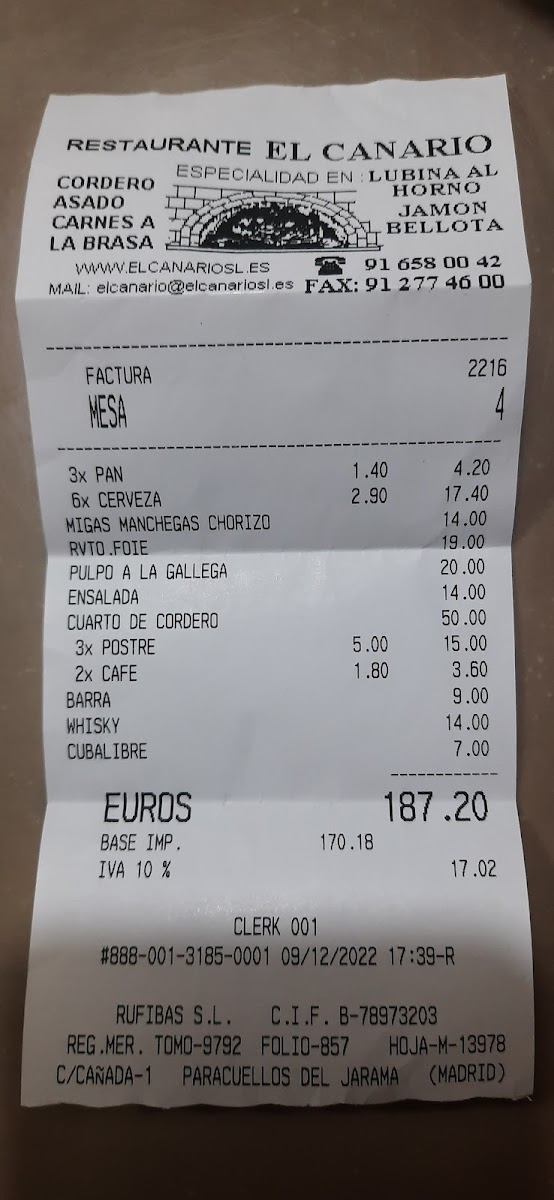 RESTAURANTE EL CANARIO
ESPECIALIDAD EN : LUBINA AL HORNO
JAMON BELLOTA
CORDERO
ASADO
CARNES A
LA BRASA
WWW.ELCANARIOSL.ES 91 658 00 42
MAIL: elcanario@elcanariosl.es FAX: 91 277 46 00
FACTURA 2216
MESA 4
3x PAN 1.40 4.20
6x CERVEZA 2.90 17.40
MIGAS MANCHEGAS CHORIZO 14.00
RVTO.FOIE 19.00
PULPO A LA GALLEGA 20.00
ENSALADA 14.00
CUARTO DE CORDERO 50.00
3x POSTRE 5.00 15.00
2x CAFE 1.80 3.60
BARRA 9.00
WHISKY 14.00
CUBALIBRE 7.00
EUROS 187.20
BASE IMP. 170.18
IVA 10 % 17.02
CLERK 001
#888-001-3185-0001 09/12/2022 17:39-R
RUFIBAS S.L. C.I.F. B-78973203
REG.MER. TOMO-9792 FOLIO-857 HOJA-M-13978
C/CAÑADA-1 PARACUELLOS DEL JARAMA (MADRID)